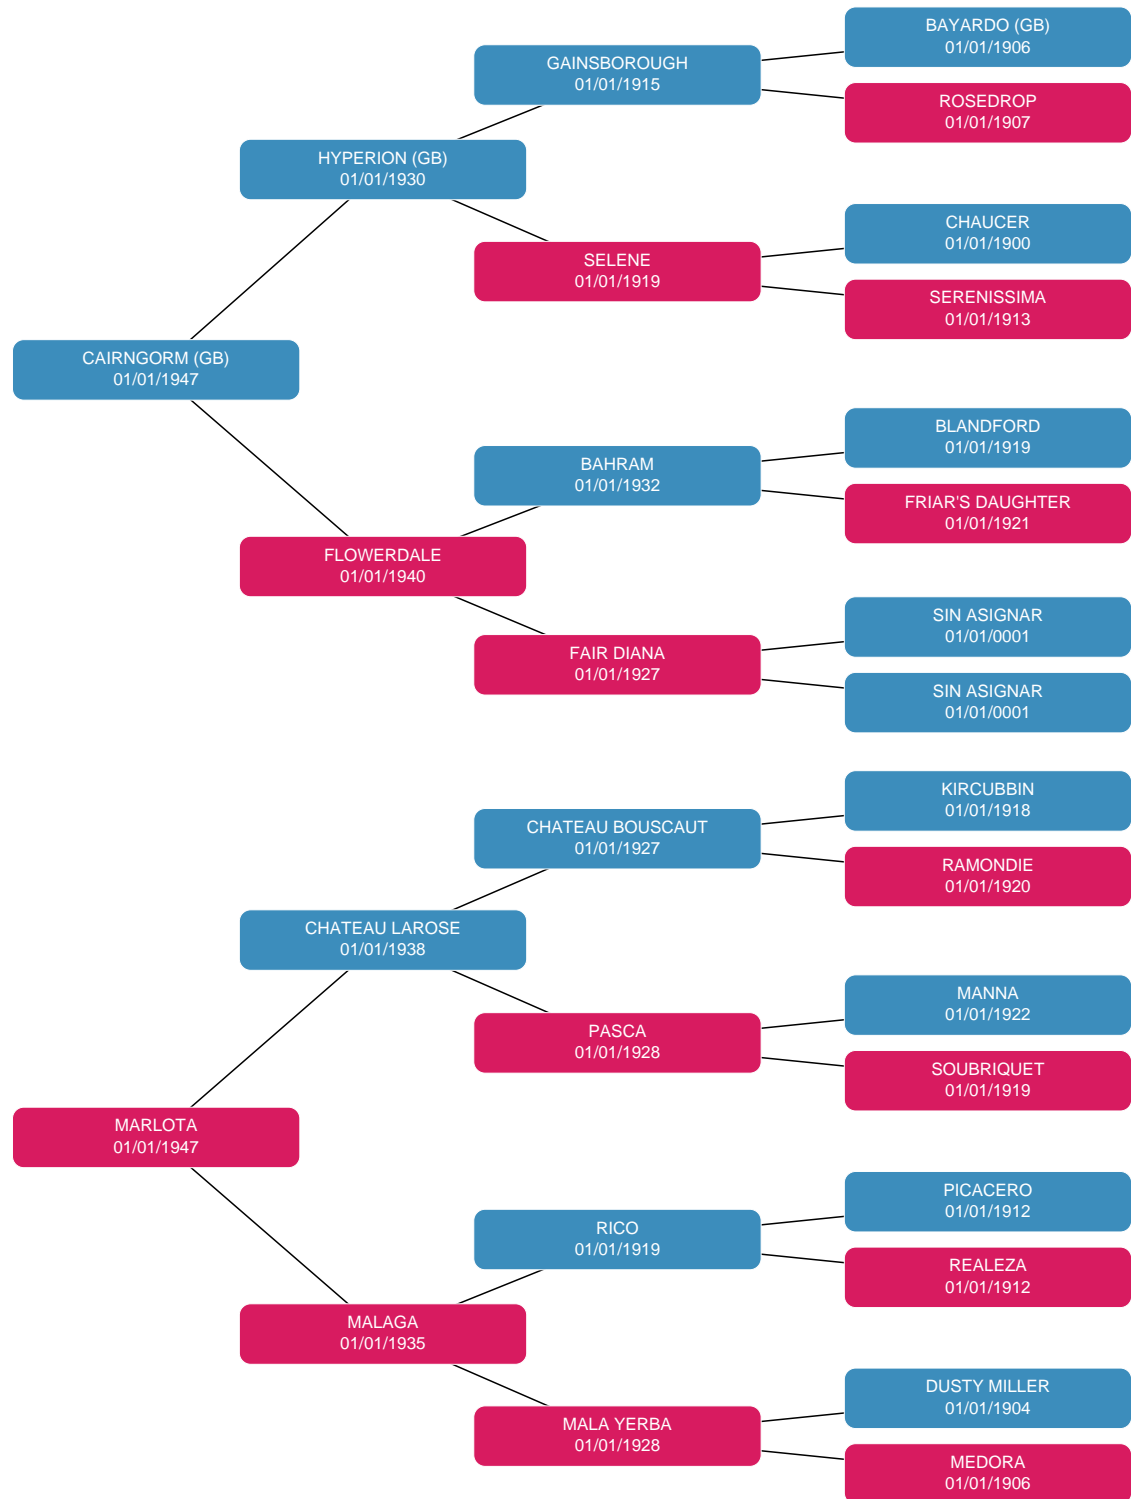 BAYARDO (GB)
01/01/1906
GAINSBOROUGH
01/01/1915
ROSEDROP
01/01/1907
HYPERION (GB)
01/01/1930
CHAUCER
01/01/1900
SELENE
01/01/1919
SERENISSIMA
01/01/1913
CAIRNGORM (GB)
01/01/1947
BLANDFORD
01/01/1919
BAHRAM
01/01/1932
FRIAR'S DAUGHTER
01/01/1921
FLOWERDALE
01/01/1940
SIN ASIGNAR
01/01/0001
FAIR DIANA
01/01/1927
SIN ASIGNAR
01/01/0001
KIRCUBBIN
01/01/1918
CHATEAU BOUSCAUT
01/01/1927
RAMONDIE
01/01/1920
CHATEAU LAROSE
01/01/1938
MANNA
01/01/1922
PASCA
01/01/1928
SOUBRIQUET
01/01/1919
MARLOTA
01/01/1947
PICACERO
01/01/1912
RICO
01/01/1919
REALEZA
01/01/1912
MALAGA
01/01/1935
DUSTY MILLER
01/01/1904
MALA YERBA
01/01/1928
MEDORA
01/01/1906